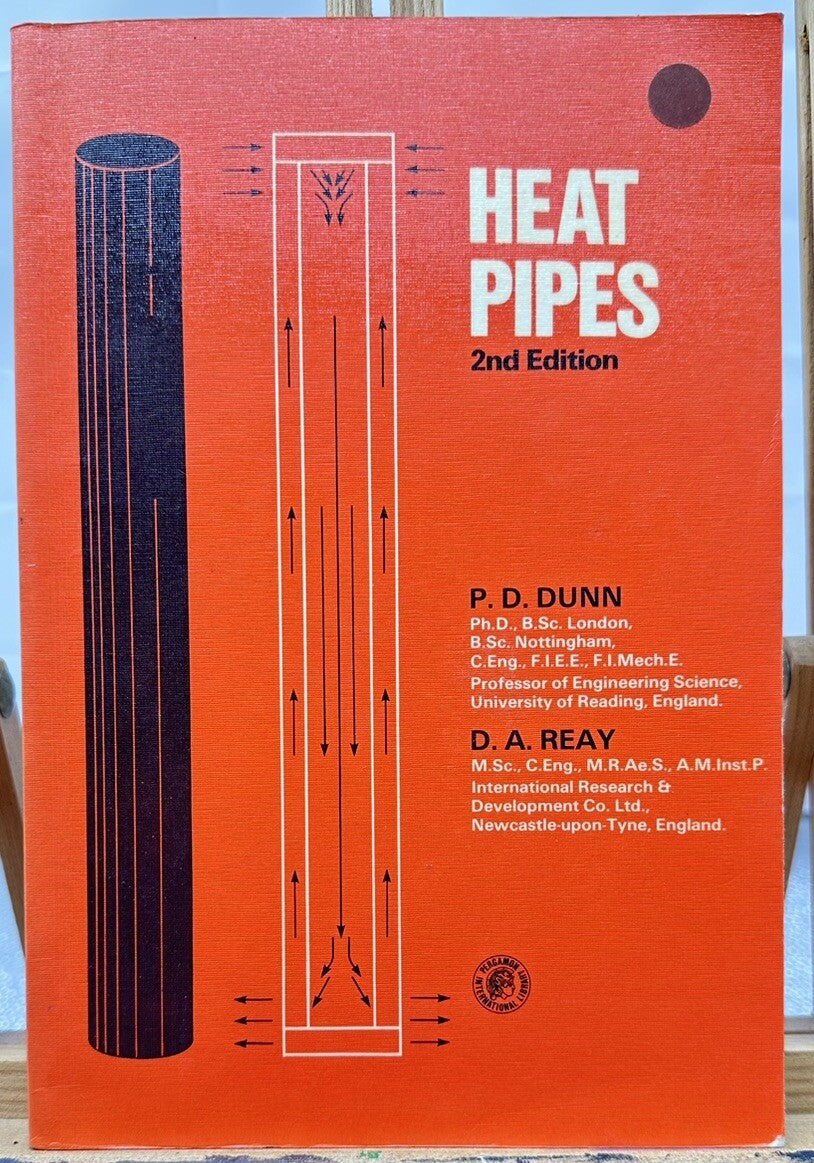 HEAT
PIPES
2nd Edition
P. D. DUNN
Ph.D., B.Sc. London,
B.Sc. Nottingham,
C.Eng., F.I.E.E., F.I.Mech.E.
Professor of Engineering Science,
University of Reading, England.
D. A. REAY
M.Sc., C.Eng., M.R.Ae.S., A.M.Inst.P.
International Research &
Development Co. Ltd.,
Newcastle-upon-Tyne, England.
PERGAMON
INTERNATIONAL LIBRARY